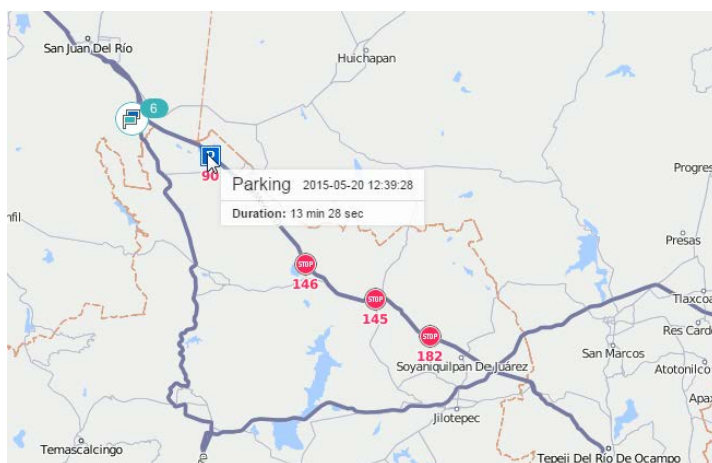 San Juan Del Río
Huichapan
6
P
90
Parking 2015-05-20 12:39:28
Duration: 13 min 28 sec
Progres
nfil
Presas
STOP
146
STOP
145
Tlaxcoa
STOP
182
Res Card
San Marcos
Soyaniquilpan De Juárez
Atotonilco
Apax
Jilotepec
Temascalcingo
Tepeji Del Río De Ocampo